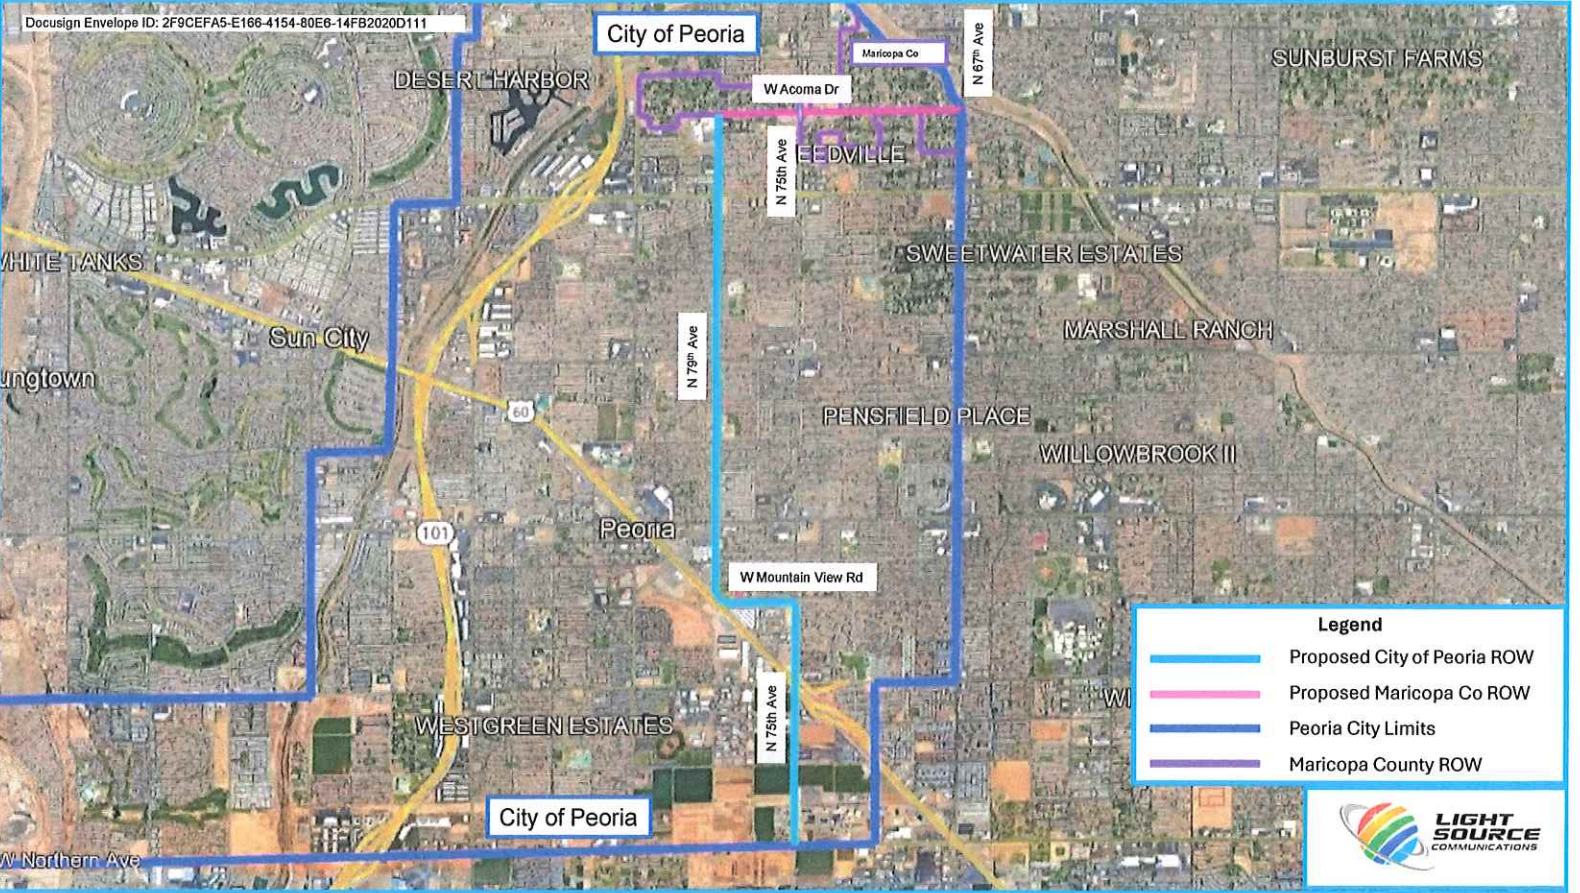 Docusign Envelope ID: 2F9CEFA5-E166-4154-80E6-14FB2020D111
City of Peoria
Maricopa Co
N 67th Ave
SUNBURST FARMS
DESERT HARBOR
W Acoma Dr
N 75th Ave
EEDVILLE
WHITE TANKS
SWEETWATER ESTATES
Sun City
N 79th Ave
MARSHALL RANCH
ungtown
60
PENSFIELD PLACE
WILLOWBROOK II
101
Peoria
W Mountain View Rd
Legend
Proposed City of Peoria ROW
Proposed Maricopa Co ROW
Peoria City Limits
Maricopa County ROW
WI
N 75th Ave
WESTGREEN ESTATES
City of Peoria
W Northern Ave
LIGHT
SOURCE
COMMUNICATIONS